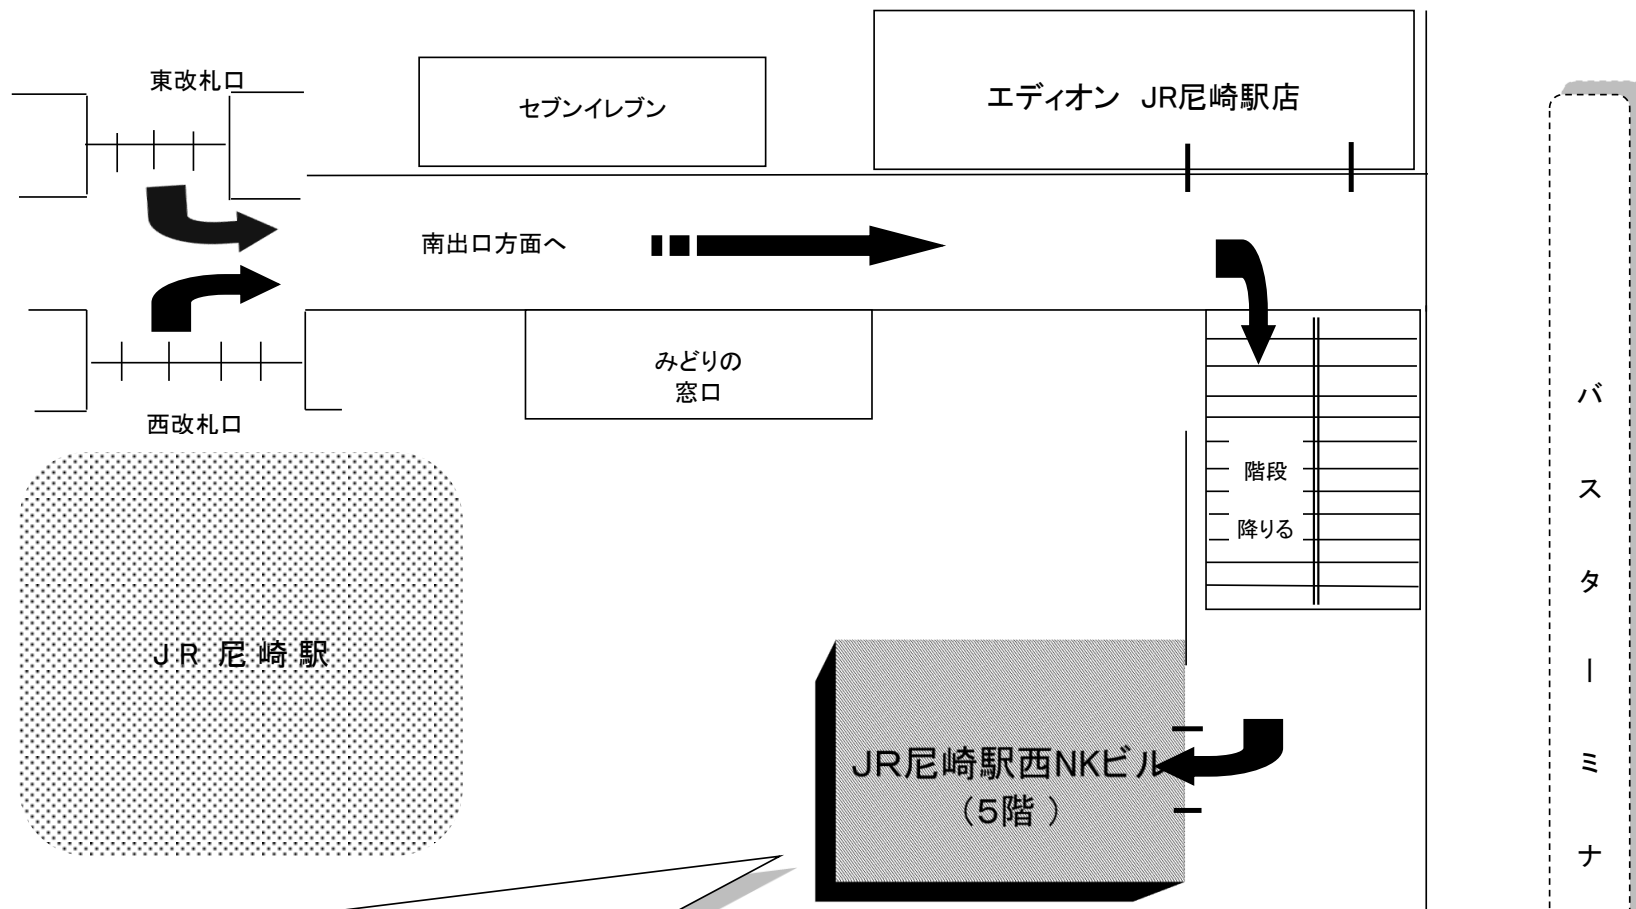 東改札口
セブンイレブン
エディオン　JR尼崎駅店
南出口方面へ
みどりの
窓口
西改札口
階段
降りる
ＪＲ 尼 崎 駅
JR尼崎駅西NKビル
（5階 ）
バスターミナ